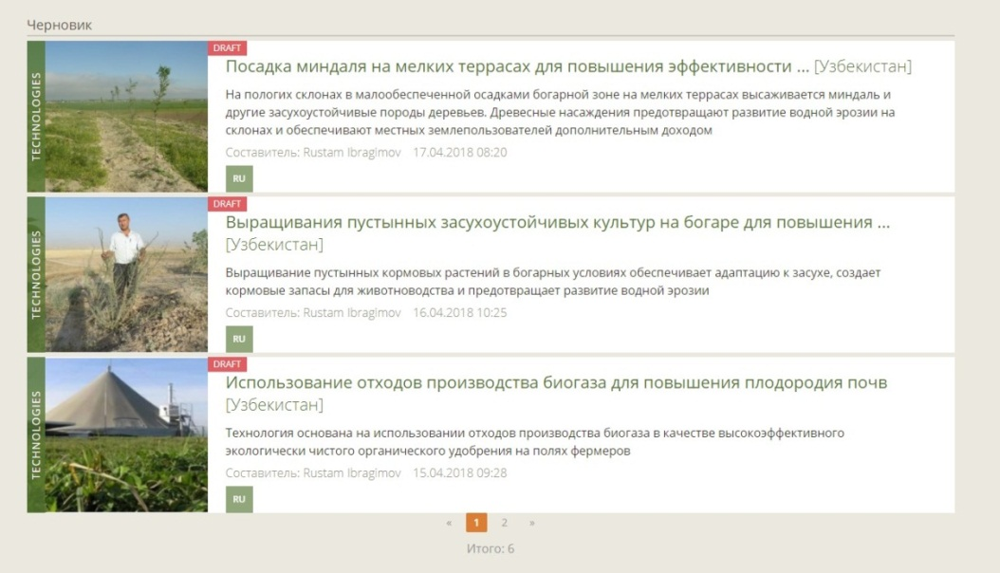 Черновик
TECHNOLOGIES
DRAFT
Посадка миндаля на мелких террасах для повышения эффективности ... [Узбекистан]
На пологих склонах в малообеспеченной осадками богарной зоне на мелких террасах высаживается миндаль и
другие засухоустойчивые породы деревьев. Древесные насаждения предотвращают развитие водной эрозии на
склонах и обеспечивают местных землепользователей дополнительным доходом
Составитель: Rustam Ibragimov 17.04.2018 08:20
RU
TECHNOLOGIES
DRAFT
Выращивания пустынных засухоустойчивых культур на богаре для повышения ...
[Узбекистан]
Выращивание пустынных кормовых растений в богарных условиях обеспечивает адаптацию к засухе, создает
кормовые запасы для животноводства и предотвращает развитие водной эрозии
Составитель: Rustam Ibragimov 16.04.2018 10:25
RU
TECHNOLOGIES
DRAFT
Использование отходов производства биогаза для повышения плодородия почв
[Узбекистан]
Технология основана на использовании отходов производства биогаза в качестве высокоэффективного
экологически чистого органического удобрения на полях фермеров
Составитель: Rustam Ibragimov 15.04.2018 09:28
RU
« 1 2 »
Итого: 6